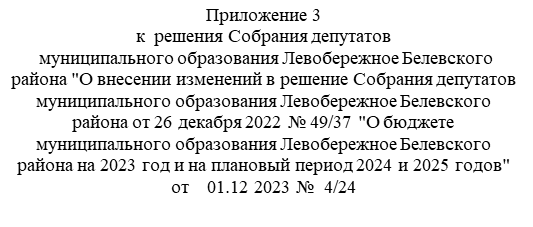 Приложение 3
к решения Собрания депутатов
муниципального образования Левобережное Белевского
района "О внесении изменений в решение Собрания депутатов
муниципального образования Левобережное Белевского
района от 26 декабря 2022 № 49/37 "О бюджете
муниципального образования Левобережное Белевского
района на 2023 год и на плановый период 2024 и 2025 годов"
от 01.12 2023 № 4/24